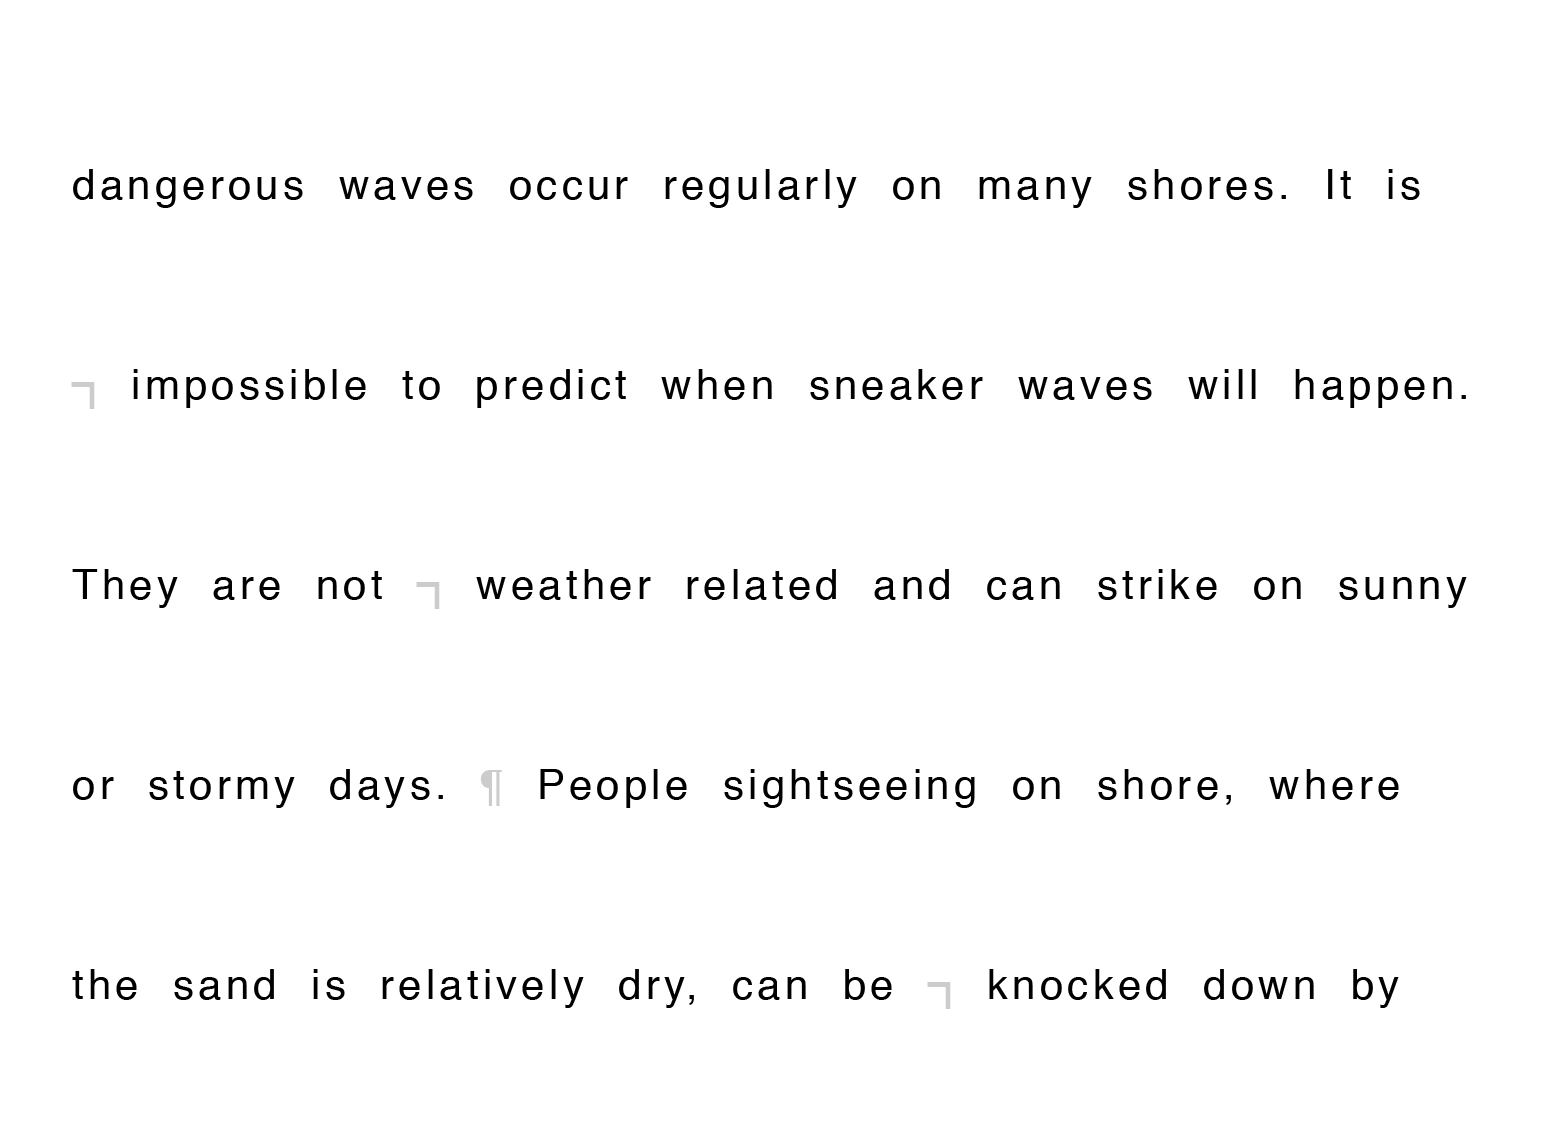 dangerous waves occur regularly on many shores. It is
¬ impossible to predict when sneaker waves will happen.
They are not ¬ weather related and can strike on sunny
or stormy days. ¶ People sightseeing on shore, where
the sand is relatively dry, can be ¬ knocked down by